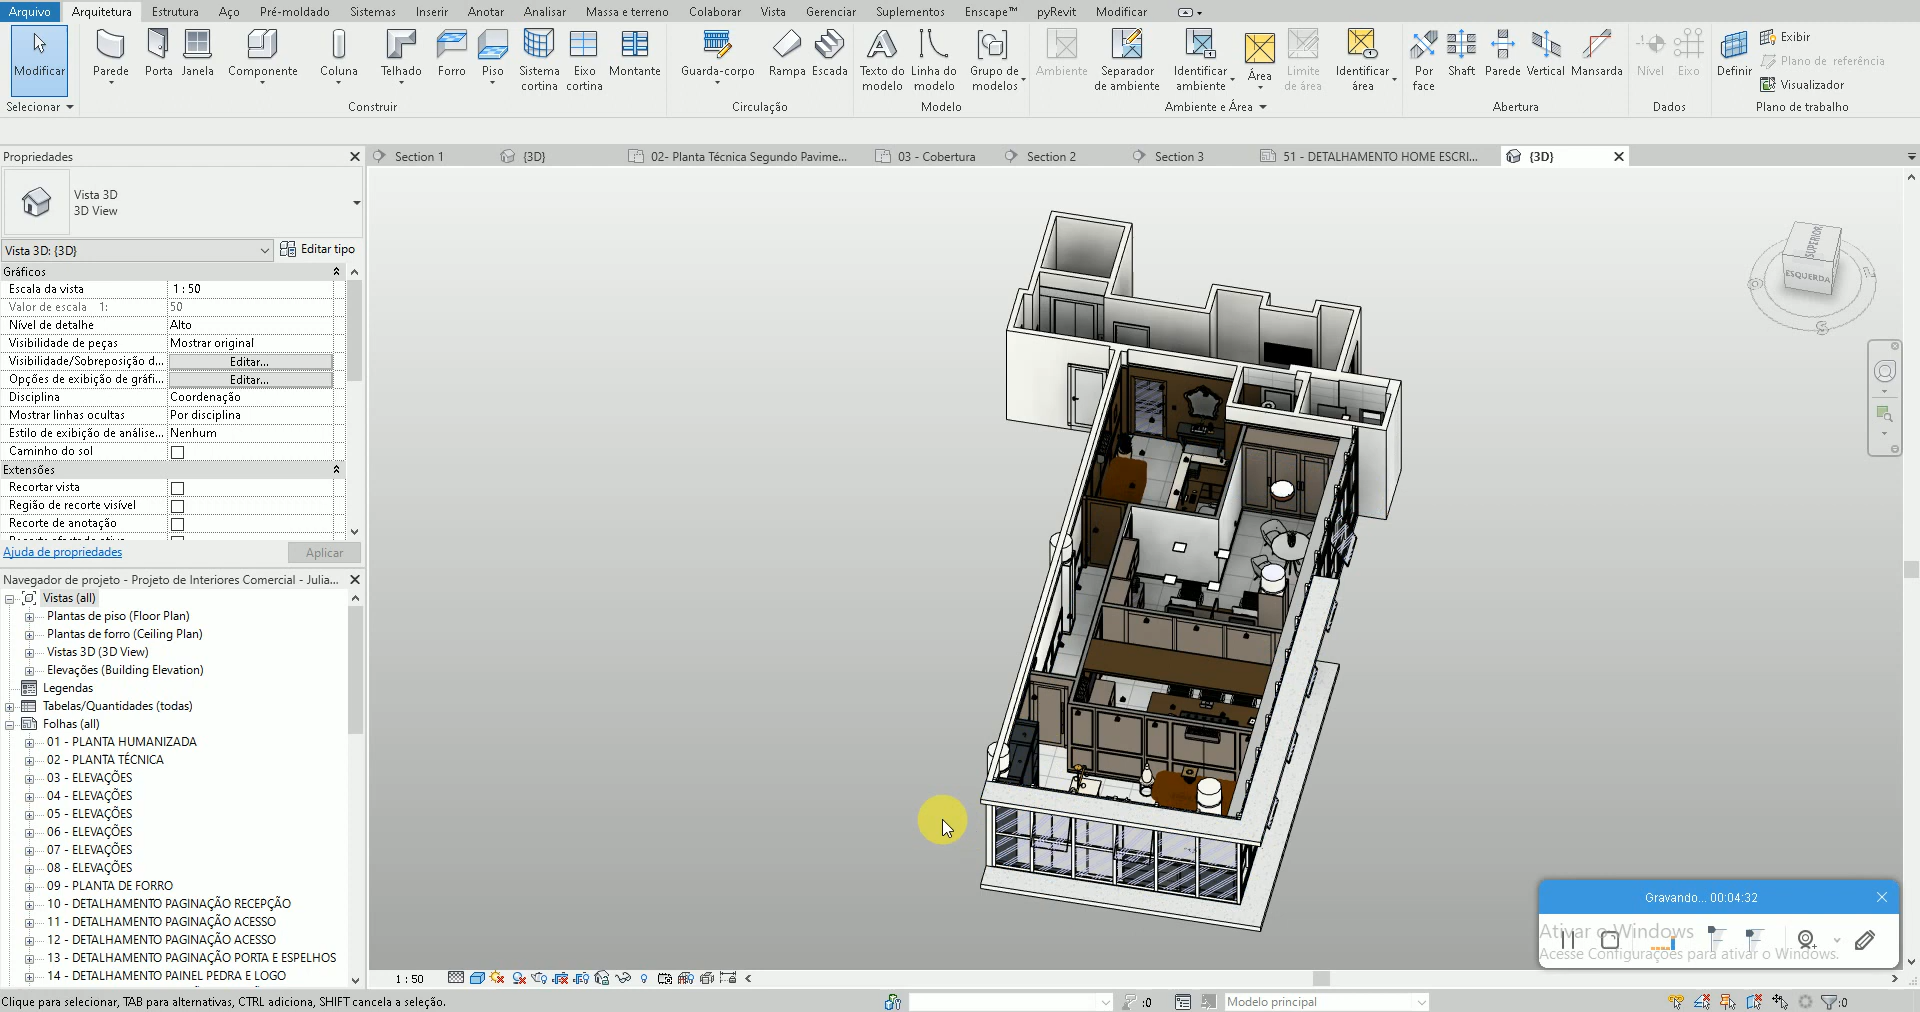 Arquivo Arquitetura Estrutura Aço Pré-moldado Sistemas Inserir Anotar Analisar Massa e terreno Colaborar Vista Gerenciar Suplementos Enscape™ pyRevit Modificar
Modificar Parede Porta Janela Componente Coluna Telhado Forro Piso Sistema cortina Eixo cortina Montante Guarda-corpo Rampa Escada Texto do modelo Linha do modelo Grupo de modelos Ambiente Separador de ambiente Identificar ambiente Área Limite de área Identificar área Por face Shaft Parede Vertical Mansarda Nível Eixo Definir
Exibir
Plano de referência
Visualizador
Selecionar Construir Circulação Modelo Ambiente e Área Abertura Dados Plano de trabalho
Propriedades
Section 1 {3D} 02- Planta Técnica Segundo Pavime... 03 - Cobertura Section 2 Section 3 51 - DETALHAMENTO HOME ESCRI... {3D}
Vista 3D
3D View
Vista 3D: {3D} Editar tipo
Gráficos
Escala da vista 1 : 50
Valor de escala 1: 50
Nível de detalhe Alto
Visibilidade de peças Mostrar original
Visibilidade/Sobreposição d... Editar...
Opções de exibição de gráfi... Editar...
Disciplina Coordenação
Mostrar linhas ocultas Por disciplina
Estilo de exibição de análise... Nenhum
Caminho do sol
Extensões
Recortar vista
Região de recorte visível
Recorte de anotação
Ajuda de propriedades Aplicar
Navegador de projeto - Projeto de Interiores Comercial - Julia...
Vistas (all)
Plantas de piso (Floor Plan)
Plantas de forro (Ceiling Plan)
Vistas 3D (3D View)
Elevações (Building Elevation)
Legendas
Tabelas/Quantidades (todas)
Folhas (all)
01 - PLANTA HUMANIZADA
02 - PLANTA TÉCNICA
03 - ELEVAÇÕES
04 - ELEVAÇÕES
05 - ELEVAÇÕES
06 - ELEVAÇÕES
07 - ELEVAÇÕES
08 - ELEVAÇÕES
09 - PLANTA DE FORRO
10 - DETALHAMENTO PAGINAÇÃO RECEPÇÃO
11 - DETALHAMENTO PAGINAÇÃO ACESSO
12 - DETALHAMENTO PAGINAÇÃO ACESSO
13 - DETALHAMENTO PAGINAÇÃO PORTA E ESPELHOS
14 - DETALHAMENTO PAINEL PEDRA E LOGO
SUPERIOR
ESQUERDA
O
S
Gravando... 00:04:32
Ativar o Windows
Acesse Configurações para ativar o Windows.
1 : 50
Clique para selecionar, TAB para alternativas, CTRL adiciona, SHIFT cancela a seleção. :0 Modelo principal :0